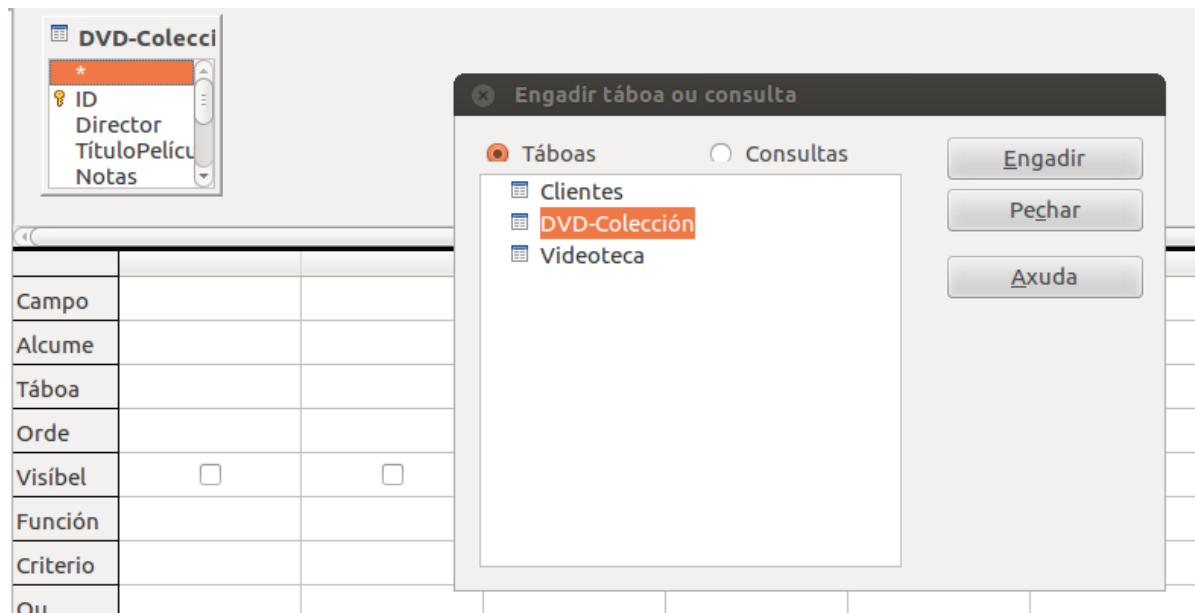 DVD-Colecci
*
ID
Director
TítuloPelícu
Notas
Engadir táboa ou consulta
Táboas
Consultas
Clientes
DVD-Colección
Videoteca
Engadir
Pechar
Axuda
Campo
Alcume
Táboa
Orde
Visíbel
Función
Criterio
Ou